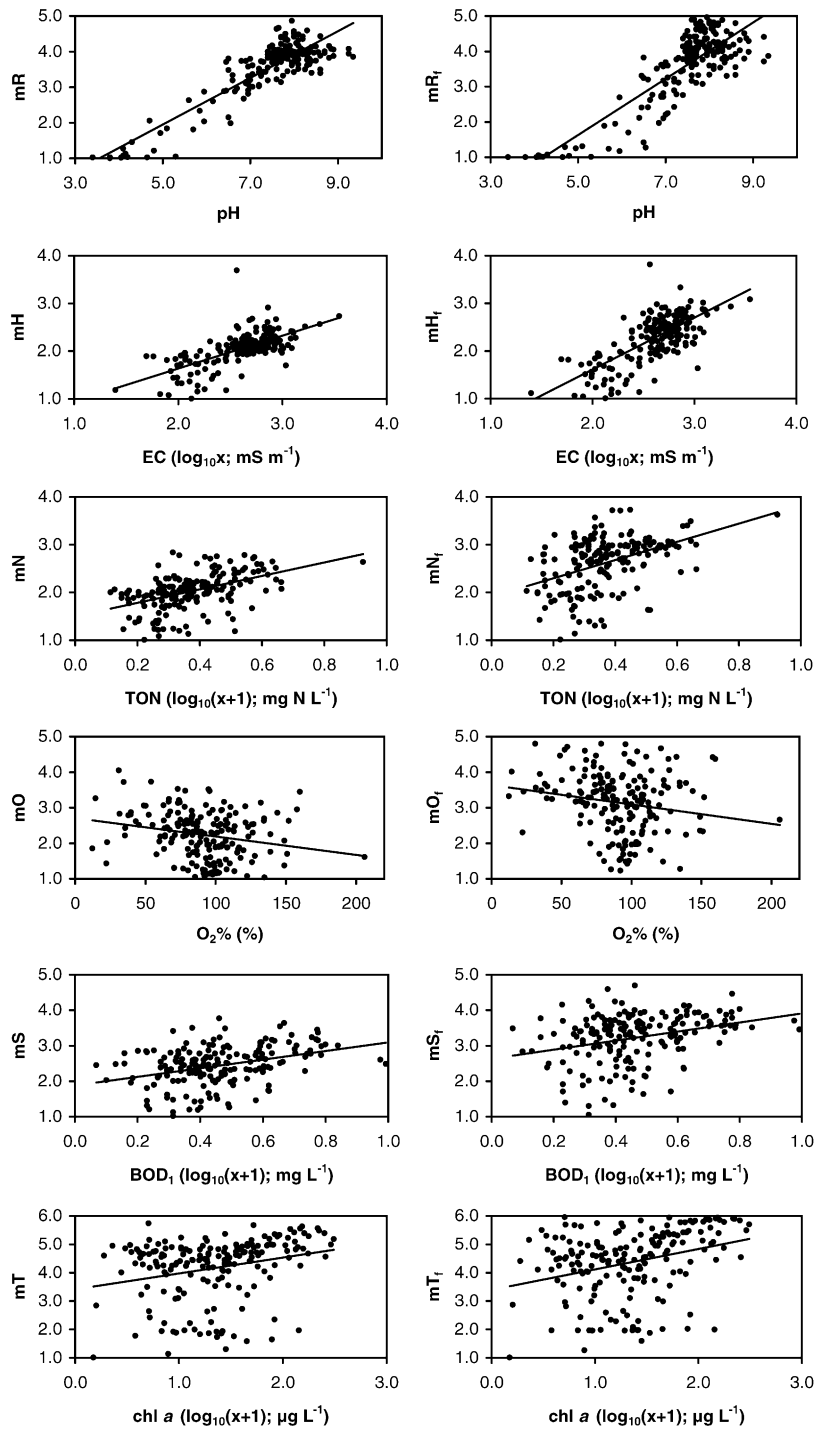 5.0 5.0
mR 4.0 mRf 4.0
3.0 3.0
2.0 2.0
1.0 1.0
3.0 5.0 7.0 9.0 3.0 5.0 7.0 9.0
pH pH
4.0 4.0
mH 3.0 mHf 3.0
2.0 2.0
1.0 1.0
1.0 2.0 3.0 4.0 1.0 2.0 3.0 4.0
EC (log10x; mS m-1) EC (log10x; mS m-1)
4.0 4.0
mN 3.0 mNf 3.0
2.0 2.0
1.0 1.0
0.0 0.2 0.4 0.6 0.8 1.0 0.0 0.2 0.4 0.6 0.8 1.0
TON (log10(x+1); mg N L-1) TON (log10(x+1); mg N L-1)
5.0 5.0
4.0 4.0
mO 3.0 mOf 3.0
2.0 2.0
1.0 1.0
0 50 100 150 200 0 50 100 150 200
O2% (%) O2% (%)
5.0 5.0
4.0 4.0
mS 3.0 mSf 3.0
2.0 2.0
1.0 1.0
0.0 0.2 0.4 0.6 0.8 1.0 0.0 0.2 0.4 0.6 0.8 1.0
BOD1 (log10(x+1); mg L-1) BOD1 (log10(x+1); mg L-1)
6.0 6.0
5.0 5.0
mT 4.0 mTf 4.0
3.0 3.0
2.0 2.0
1.0 1.0
0.0 1.0 2.0 3.0 0.0 1.0 2.0 3.0
chl a (log10(x+1); µg L-1) chl a (log10(x+1); µg L-1)